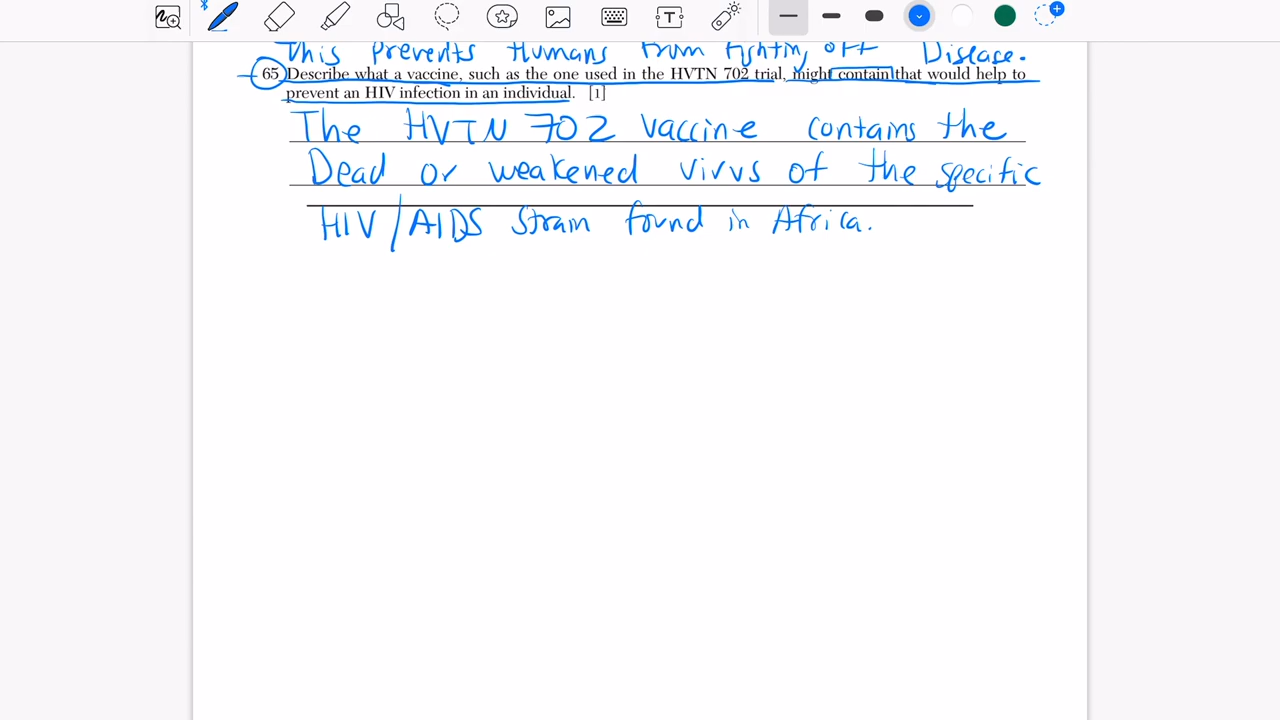 This prevents Humans from fighting off Disease.
65 Describe what a vaccine, such as the one used in the HVTN 702 trial, might contain that would help to
prevent an HIV infection in an individual. [1]
The HVTN 702 vaccine contains the
Dead or weakened virus of the specific
HIV/AIDS strain found in Africa.